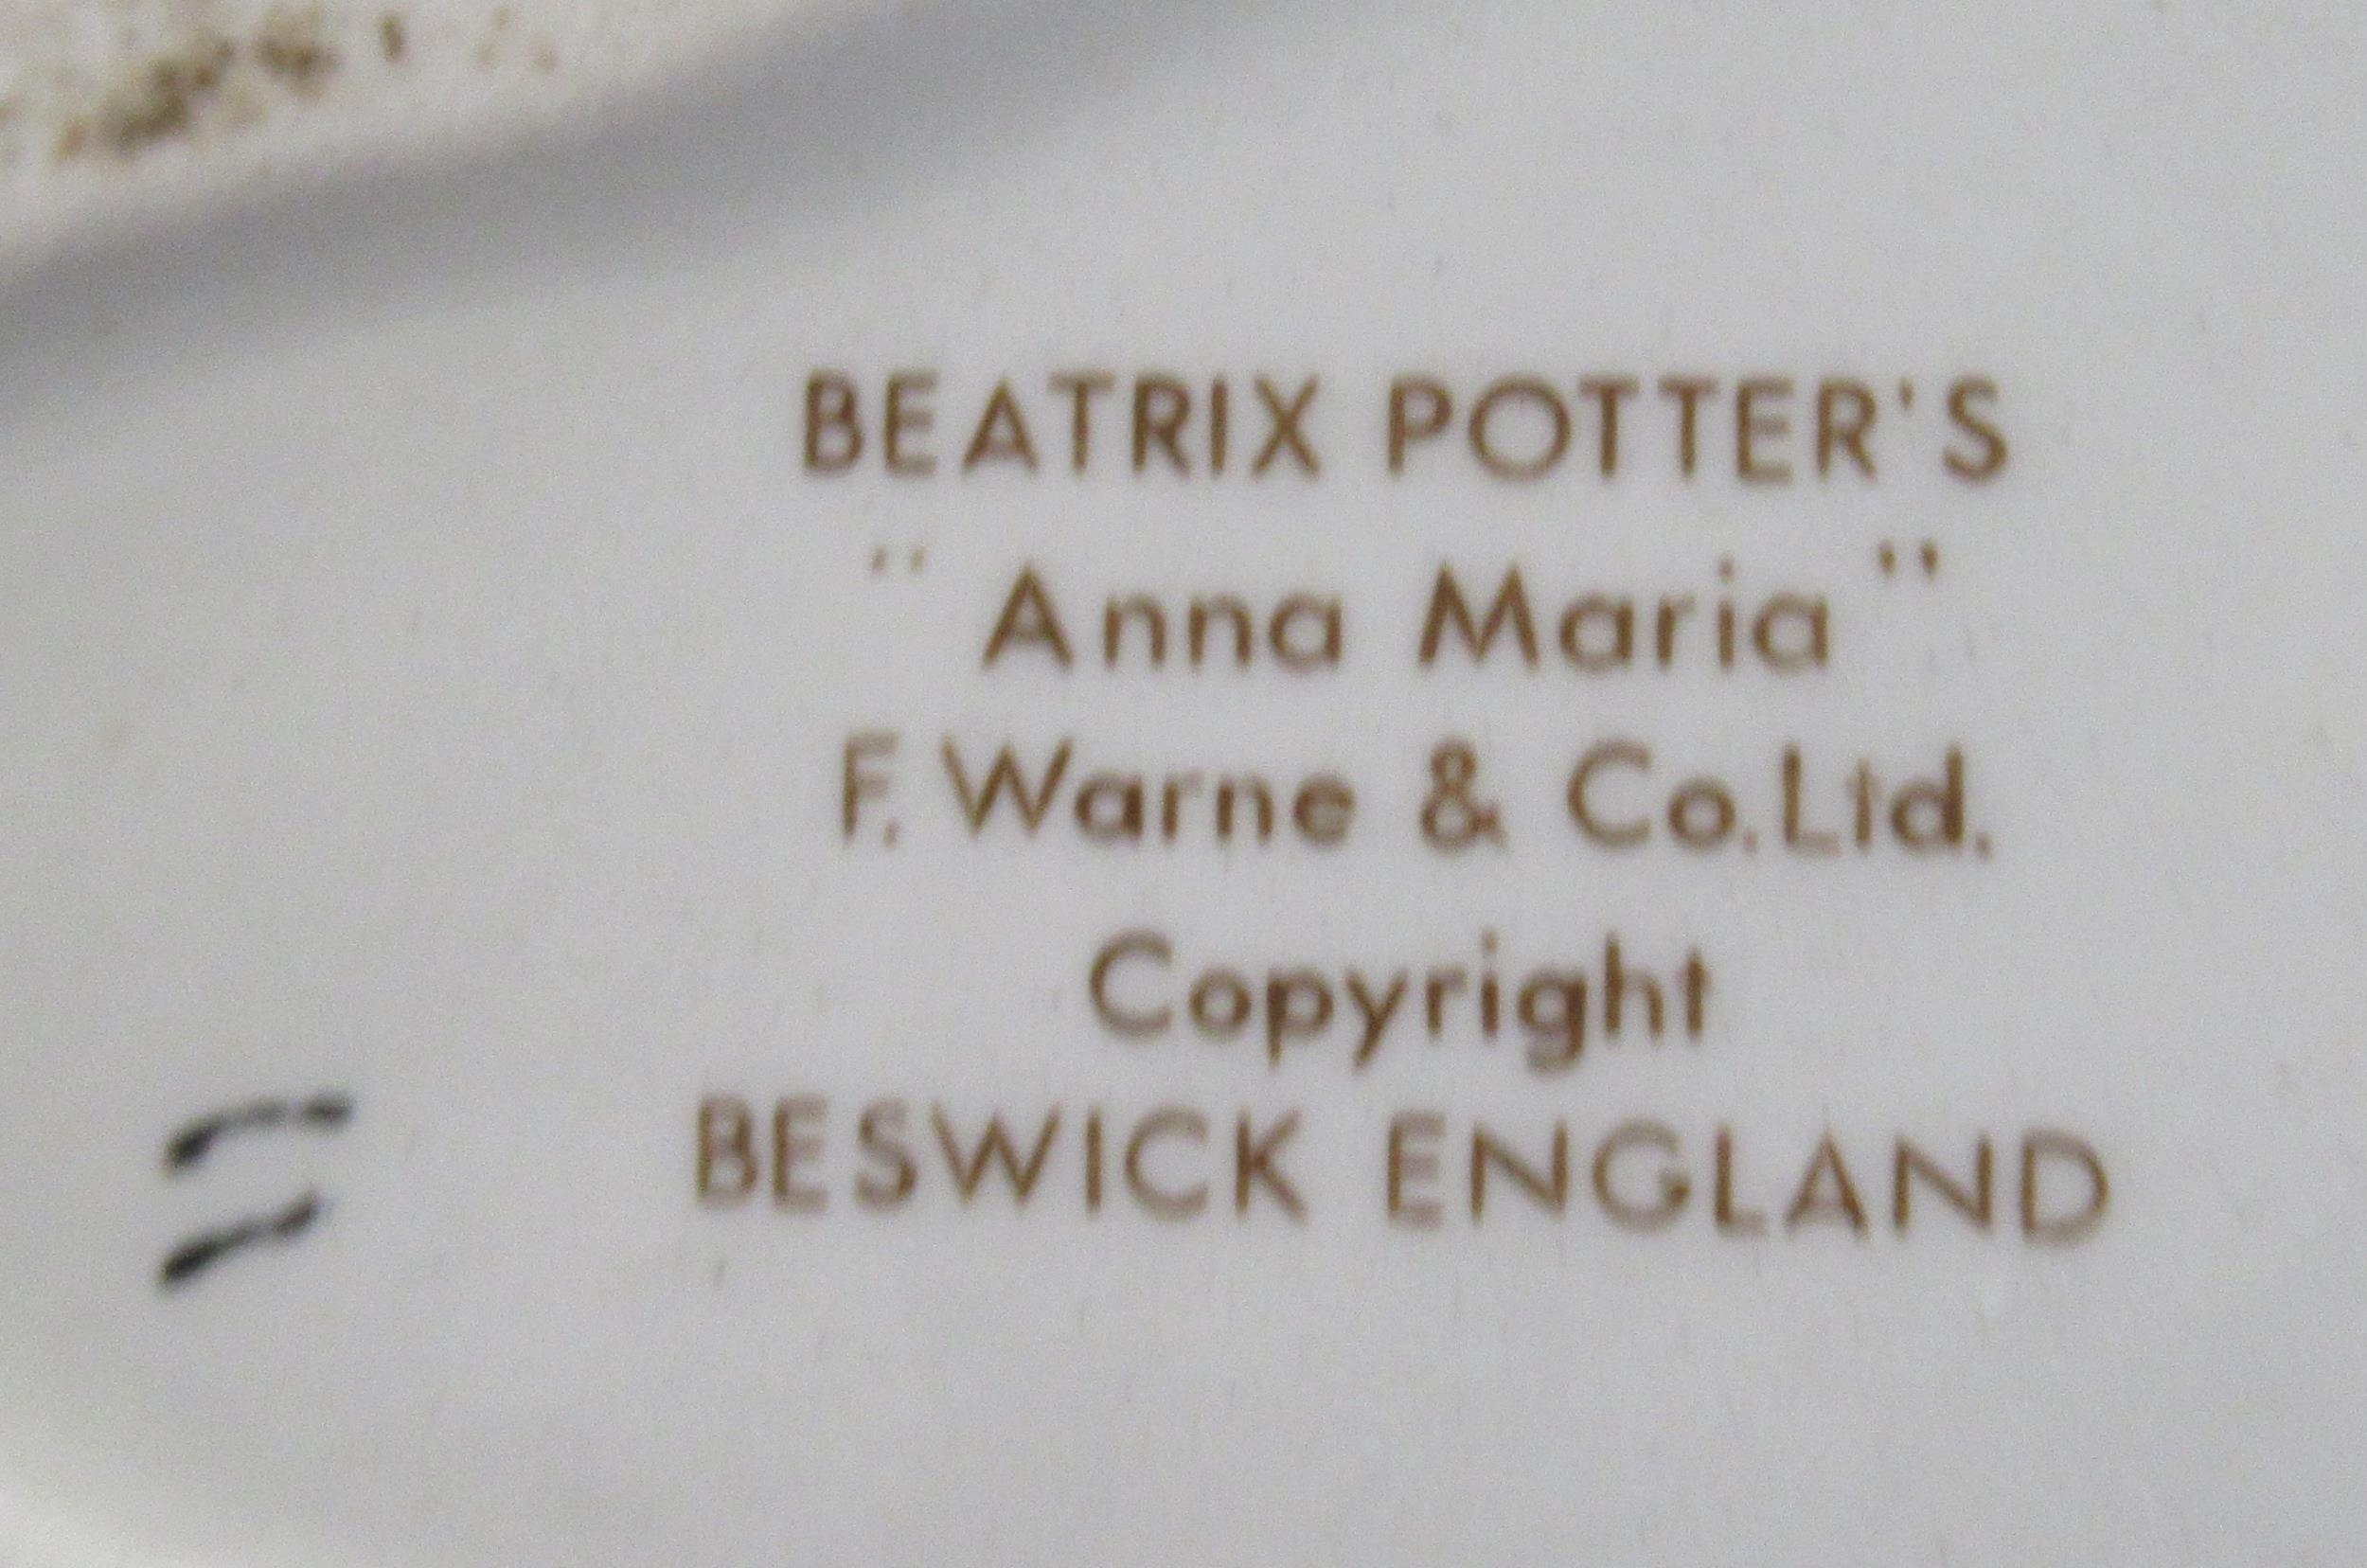 BEATRIX POTTER'S
" Anna Maria "
F. Warne & Co.Ltd.
Copyright
BESWICK ENGLAND